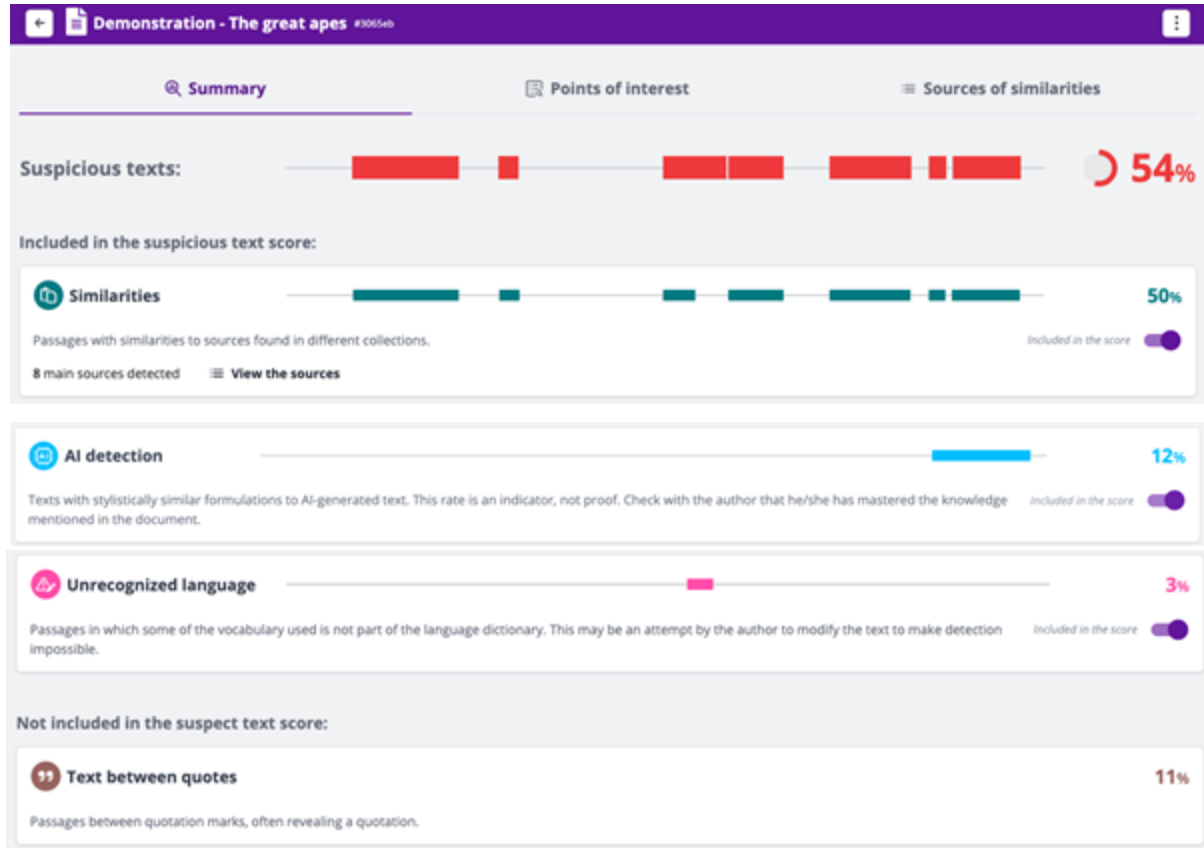 Demonstration - The great apes #3065eb
Summary
Points of interest
Sources of similarities
Suspicious texts:
54%
Included in the suspicious text score:
Similarities
50%
Passages with similarities to sources found in different collections.
Included in the score
8 main sources detected
View the sources
AI detection
12%
Texts with stylistically similar formulations to AI-generated text. This rate is an indicator, not proof. Check with the author that he/she has mastered the knowledge
mentioned in the document.
Included in the score
Unrecognized language
3%
Passages in which some of the vocabulary used is not part of the language dictionary. This may be an attempt by the author to modify the text to make detection
impossible.
Included in the score
Not included in the suspect text score:
Text between quotes
11%
Passages between quotation marks, often revealing a quotation.